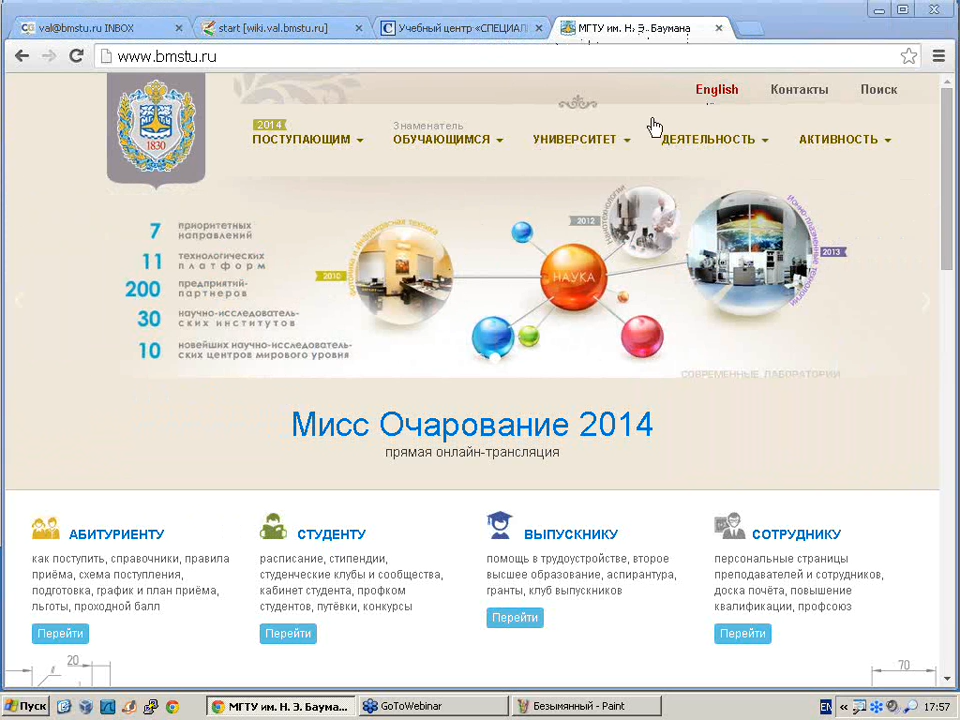 val@bmstu.ru INBOX
start [wiki.val.bmstu.ru]
Учебный центр «СПЕЦИАЛ
МГТУ им. Н. Э. Баумана
www.bmstu.ru
1830
English
Контакты
Поиск
2014
ПОСТУПАЮЩИМ
Знаменатель
ОБУЧАЮЩИМСЯ
УНИВЕРСИТЕТ
ДЕЯТЕЛЬНОСТЬ
АКТИВНОСТЬ
7 приоритетных
направлений
11 технологических
платформ
200 предприятий-
партнеров
30 научно-исследователь-
ских институтов
10 новейших научно-исследователь-
ских центров мирового уровня
2010
НАУКА
2012
Нанотехнологии
2013
Ионно-плазменные технологии
СОВРЕМЕННЫЕ ЛАБОРАТОРИИ
Мисс Очарование 2014
прямая онлайн-трансляция
АБИТУРИЕНТУ
как поступить, справочники, правила
приёма, схема поступления,
подготовка, график и план приёма,
льготы, проходной балл
Перейти
СТУДЕНТУ
расписание, стипендии,
студенческие клубы и сообщества,
кабинет студента, профком
студентов, путёвки, конкурсы
Перейти
ВЫПУСКНИКУ
помощь в трудоустройстве, второе
высшее образование, аспирантура,
гранты, клуб выпускников
Перейти
СОТРУДНИКУ
персональные страницы
преподавателей и сотрудников,
доска почёта, повышение
квалификации, профсоюз
Перейти
20
70
Пуск
МГТУ им. Н. Э. Баума...
GoToWebinar
Безымянный - Paint
EN
17:57